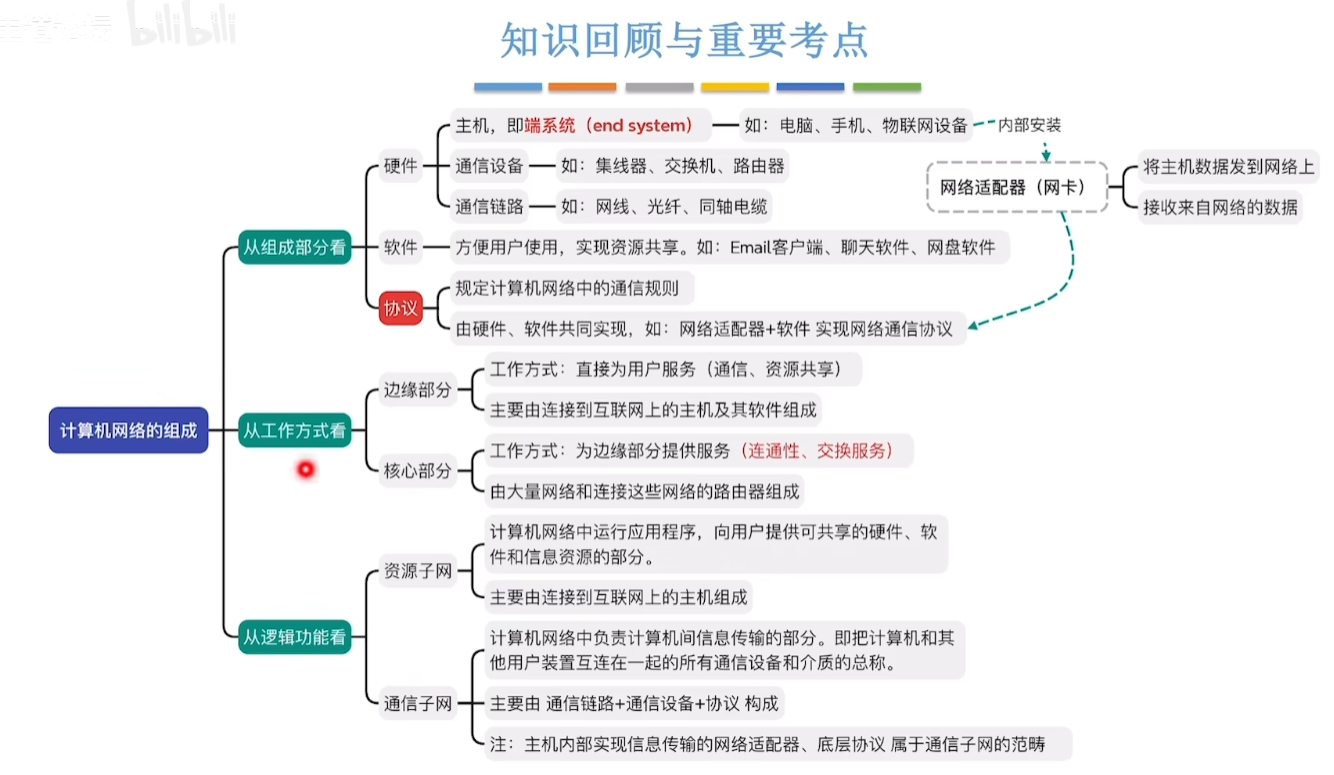 bilibili
知识回顾与重要考点
主机，即端系统（end system）
如：电脑、手机、物联网设备
内部安装
硬件
通信设备
如：集线器、交换机、路由器
网络适配器（网卡）
将主机数据发到网络上
接收来自网络的数据
通信链路
如：网线、光纤、同轴电缆
从组成部分看
软件
方便用户使用，实现资源共享。如：Email客户端、聊天软件、网盘软件
协议
规定计算机网络中的通信规则
由硬件、软件共同实现，如：网络适配器+软件 实现网络通信协议
计算机网络的组成
从工作方式看
边缘部分
工作方式：直接为用户服务（通信、资源共享）
主要由连接到互联网上的主机及其软件组成
核心部分
工作方式：为边缘部分提供服务（连通性、交换服务）
由大量网络和连接这些网络的路由器组成
从逻辑功能看
资源子网
计算机网络中运行应用程序，向用户提供可共享的硬件、软
件和信息资源的部分。
主要由连接到互联网上的主机组成
通信子网
计算机网络中负责计算机间信息传输的部分。即把计算机和其
他用户装置互连在一起的所有通信设备和介质的总称。
主要由 通信链路+通信设备+协议 构成
注：主机内部实现信息传输的网络适配器、底层协议 属于通信子网的范畴